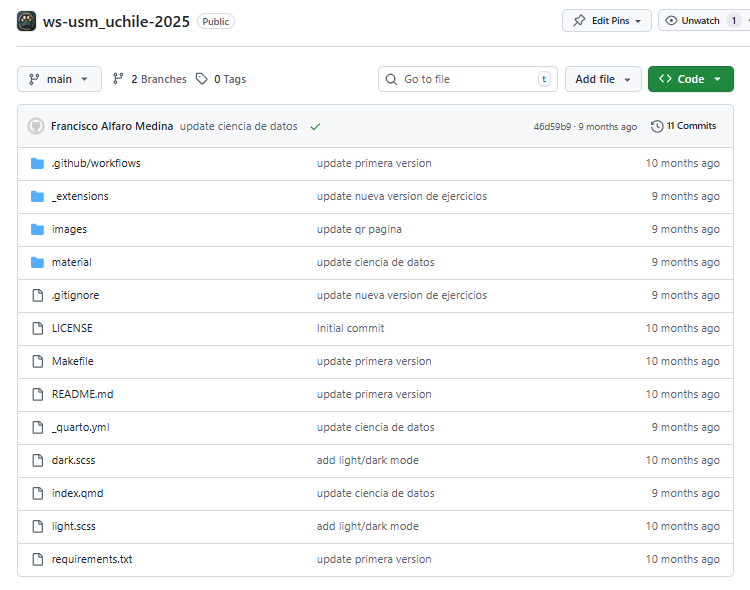 ws-usm_uchile-2025 Public Edit Pins Unwatch 1
main 2 Branches 0 Tags Go to file t Add file Code
Francisco Alfaro Medina update ciencia de datos 46d59b9 · 9 months ago 11 Commits
.github/workflows update primera version 10 months ago
_extensions update nueva version de ejercicios 9 months ago
images update qr pagina 9 months ago
material update ciencia de datos 9 months ago
.gitignore update nueva version de ejercicios 9 months ago
LICENSE Initial commit 10 months ago
Makefile update primera version 10 months ago
README.md update primera version 10 months ago
_quarto.yml update ciencia de datos 9 months ago
dark.scss add light/dark mode 10 months ago
index.qmd update ciencia de datos 9 months ago
light.scss add light/dark mode 10 months ago
requirements.txt update primera version 10 months ago